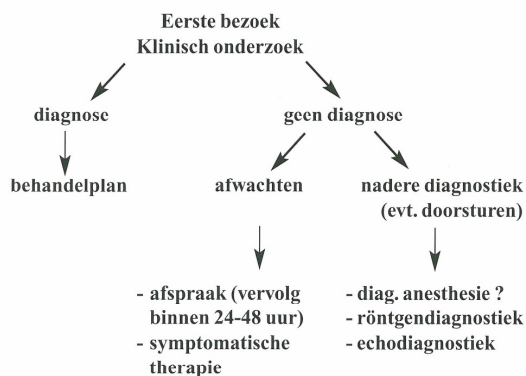 Eerste bezoek
Klinisch onderzoek
diagnose
geen diagnose
behandelplan
afwachten
nadere diagnostiek
(evt. doorsturen)
- afspraak (vervolg
binnen 24-48 uur)
- symptomatische
therapie
- diag. anesthesie ?
- röntgendiagnostiek
- echodiagnostiek